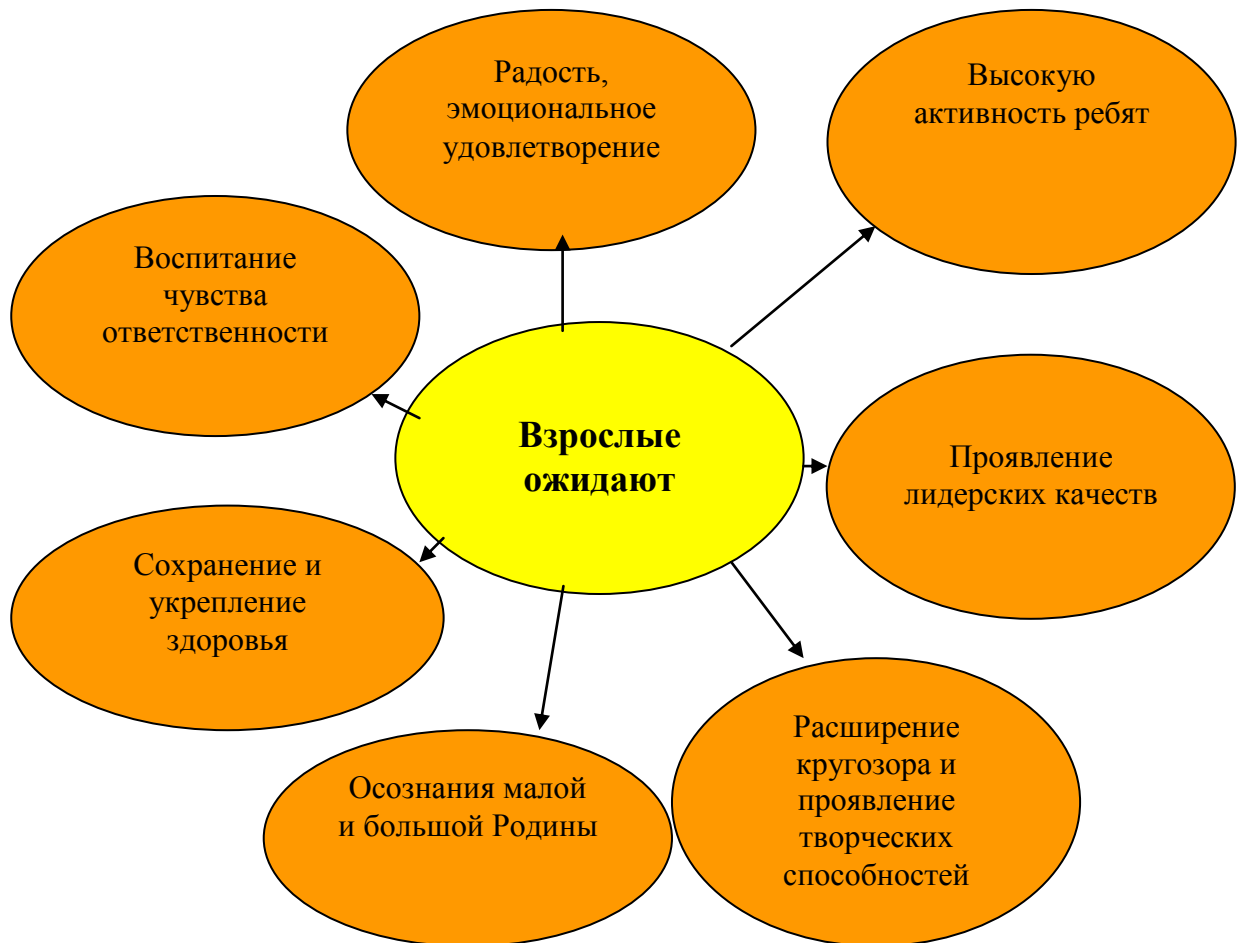 Радость,
эмоциональное
удовлетворение
Высокую
активность ребят
Воспитание
чувства
ответственности
Взрослые
ожидают
Проявление
лидерских качеств
Сохранение и
укрепление
здоровья
Осознания малой
и большой Родины
Расширение
кругозора и
проявление
творческих
способностей